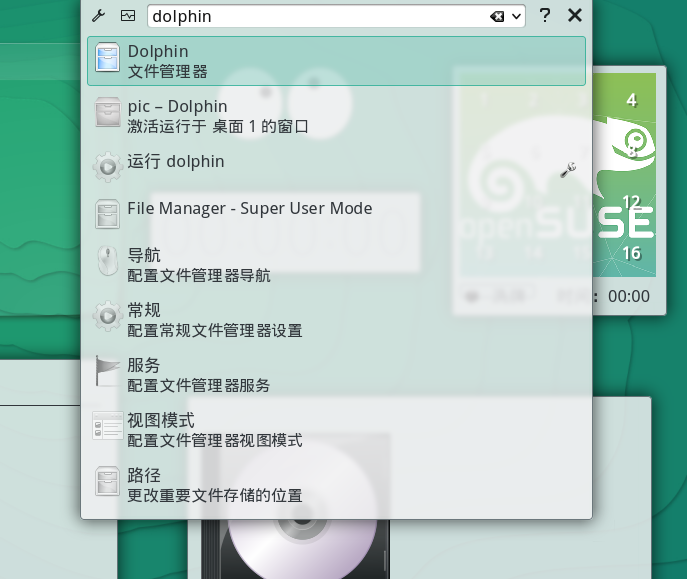 dolphin
?
Dolphin
文件管理器
pic – Dolphin
激活运行于 桌面 1 的窗口
运行 dolphin
File Manager - Super User Mode
导航
配置文件管理器导航
常规
配置常规文件管理器设置
服务
配置文件管理器服务
视图模式
配置文件管理器视图模式
路径
更改重要文件存储的位置
4
8
12
openSUSE
16
时间: 00:00